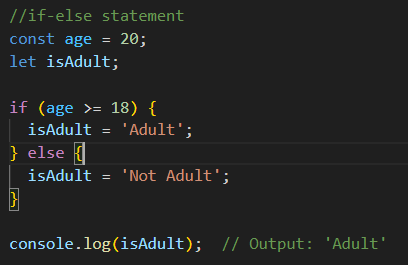 //if-else statement
const age = 20;
let isAdult;

if (age >= 18) {
  isAdult = 'Adult';
} else {
  isAdult = 'Not Adult';
}

console.log(isAdult);  // Output: 'Adult'